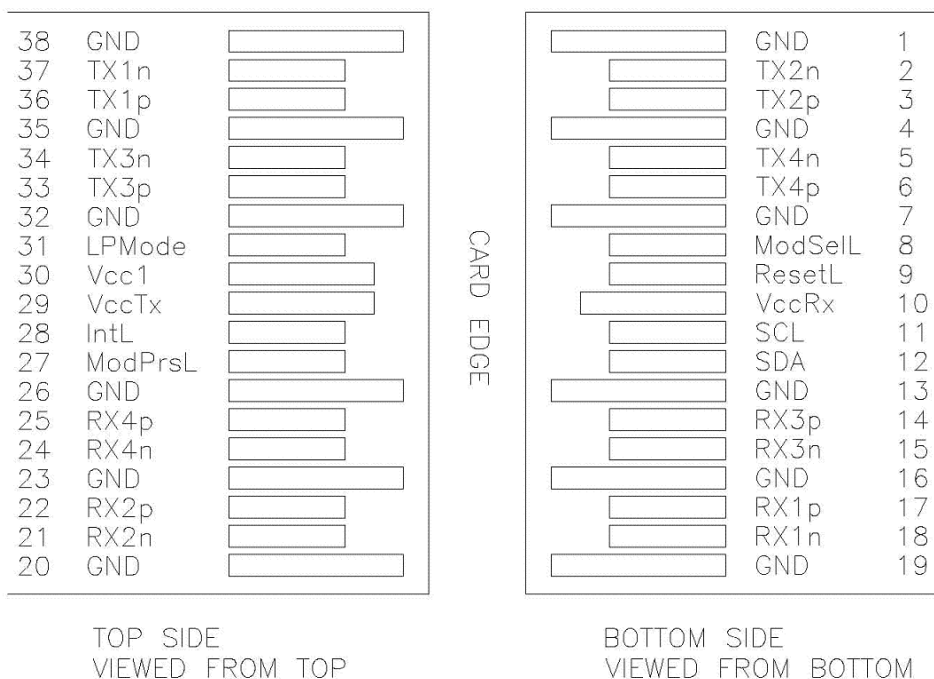 38 GND
37 TX1n
36 TX1p
35 GND
34 TX3n
33 TX3p
32 GND
31 LPMode
30 Vcc1
29 VccTx
28 IntL
27 ModPrsL
26 GND
25 RX4p
24 RX4n
23 GND
22 RX2p
21 RX2n
20 GND
TOP SIDE
VIEWED FROM TOP
CARD EDGE
GND 1
TX2n 2
TX2p 3
GND 4
TX4n 5
TX4p 6
GND 7
ModSelL 8
ResetL 9
VccRx 10
SCL 11
SDA 12
GND 13
RX3p 14
RX3n 15
GND 16
RX1p 17
RX1n 18
GND 19
BOTTOM SIDE
VIEWED FROM BOTTOM